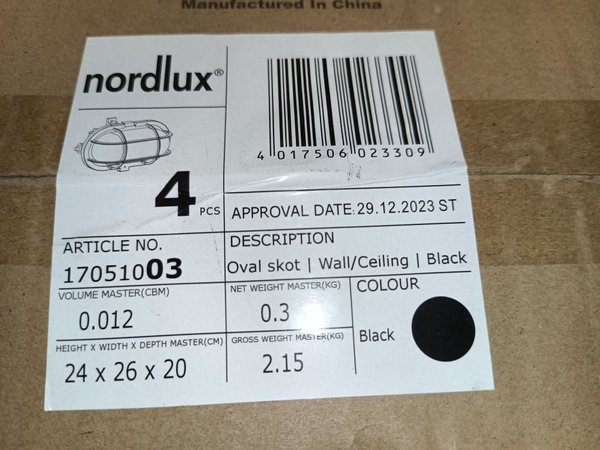 Manufactured In China
nordlux®
4 017506 023309
4 PCS
APPROVAL DATE: 29.12.2023 ST
ARTICLE NO.
17051003
DESCRIPTION
Oval skot | Wall/Ceiling | Black
VOLUME MASTER(CBM)
0.012
NET WEIGHT MASTER(KG)
0.3
COLOUR
Black
HEIGHT X WIDTH X DEPTH MASTER(CM)
24 x 26 x 20
GROSS WEIGHT MASTER(KG)
2.15